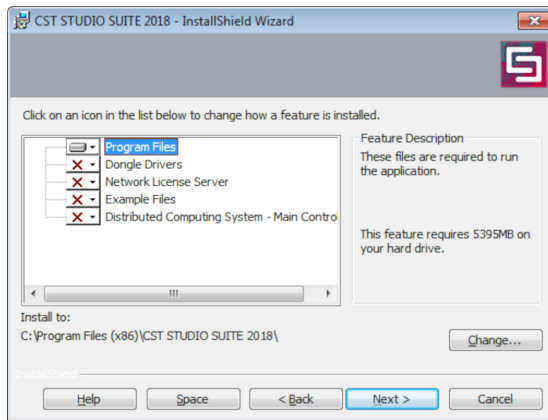 CST STUDIO SUITE 2018 - InstallShield Wizard
Click on an icon in the list below to change how a feature is installed.
Program Files
Dongle Drivers
Network License Server
Example Files
Distributed Computing System - Main Contro
Feature Description
These files are required to run
the application.
This feature requires 5395MB on
your hard drive.
Install to:
C:\Program Files (x86)\CST STUDIO SUITE 2018\
Change...
InstallShield
Help
Space
< Back
Next >
Cancel